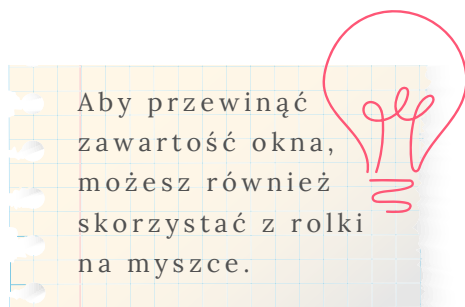 Aby przewinąć
zawartość okna,
możesz również
skorzystać z rolki
na myszce.